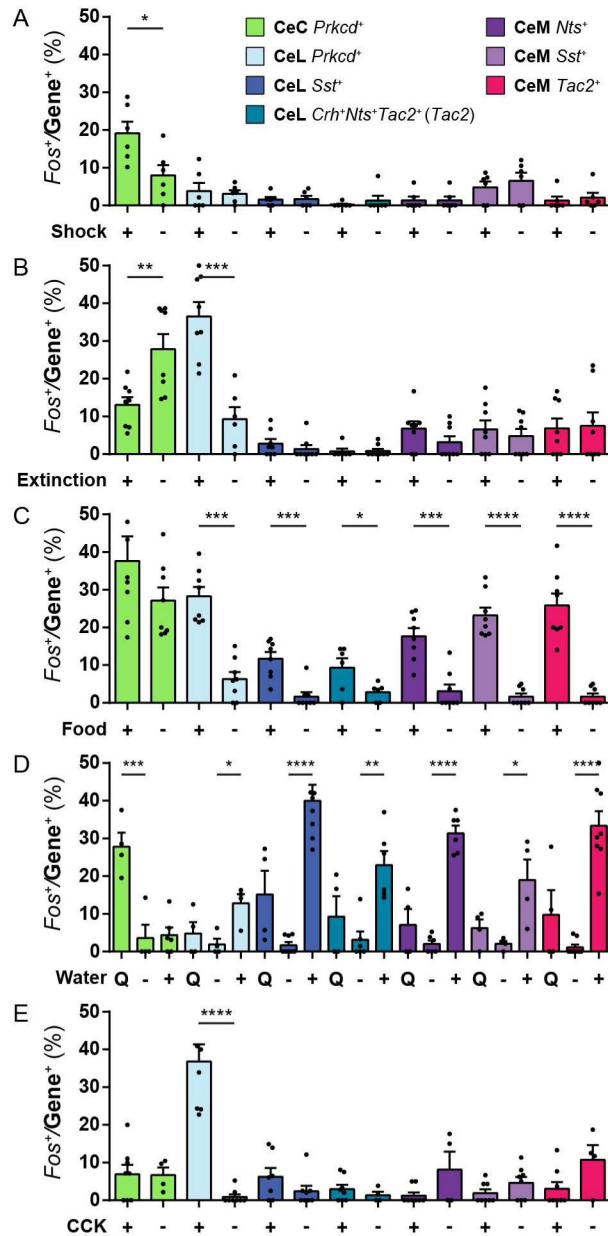 A
Fos⁺/Gene⁺ (%)
50
40
30
20
10
0
*
CeC Prkcd⁺
CeL Prkcd⁺
CeL Sst⁺
CeL Crh⁺Nts⁺Tac2⁺ (Tac2)
CeM Nts⁺
CeM Sst⁺
CeM Tac2⁺
Shock + - + - + - + - + - + - + -
B
Fos⁺/Gene⁺ (%)
50
40
30
20
10
0
** ***
Extinction + - + - + - + - + - + - + -
C
Fos⁺/Gene⁺ (%)
50
40
30
20
10
0
*** *** * *** **** ****
Food + - + - + - + - + - + - + -
D
Fos⁺/Gene⁺ (%)
50
40
30
20
10
0
*** * **** ** **** * ****
Water Q - + Q - + Q - + Q - + Q - + Q - + Q - +
E
Fos⁺/Gene⁺ (%)
50
40
30
20
10
0
****
CCK + - + - + - + - + - + - + -